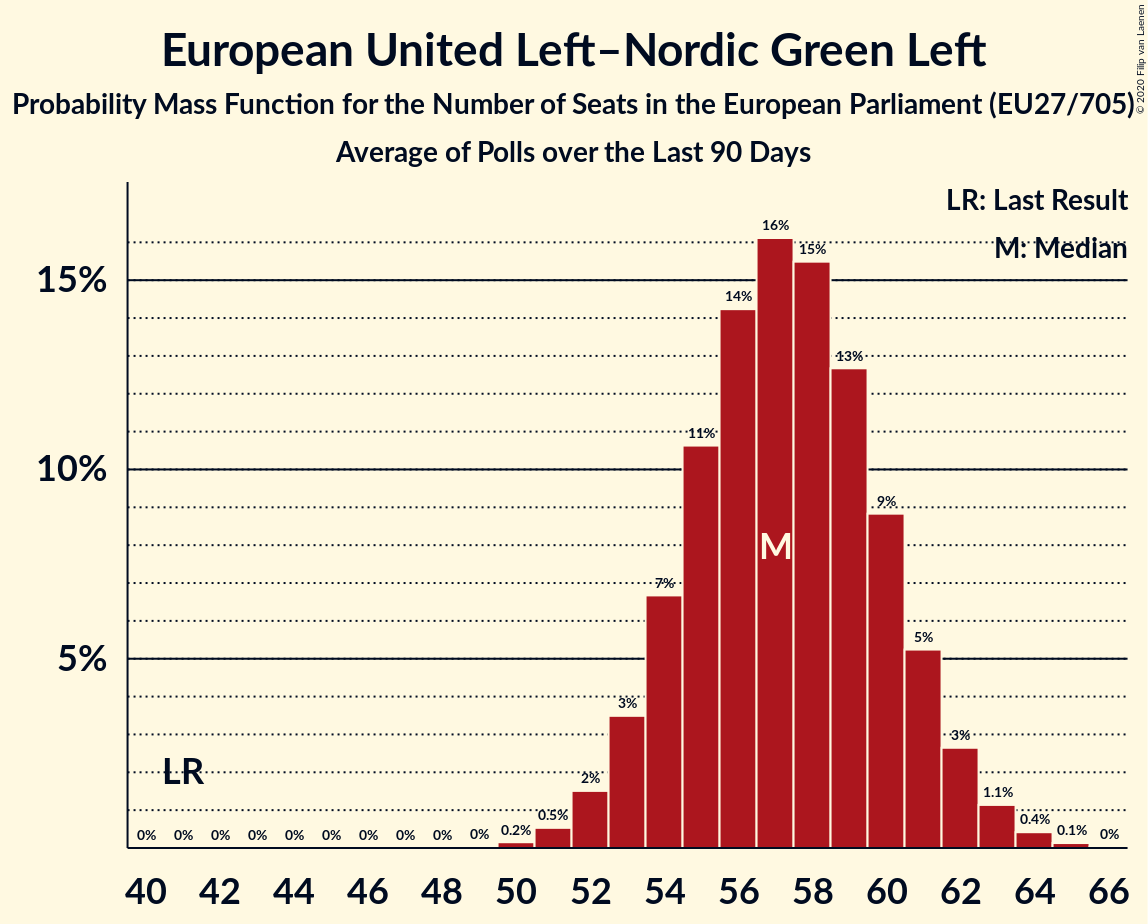 European United Left–Nordic Green Left
Probability Mass Function for the Number of Seats in the European Parliament (EU27/705)
Average of Polls over the Last 90 Days
© 2020 Filip van Laenen
LR: Last Result
M: Median
15%
10%
5%
16%
15%
14%
13%
11%
9%
M
7%
5%
3%
3%
LR
2%
1.1%
0.5%
0.4%
0% 0% 0% 0% 0% 0% 0% 0% 0% 0% 0.2% 0.1% 0%
40 42 44 46 48 50 52 54 56 58 60 62 64 66